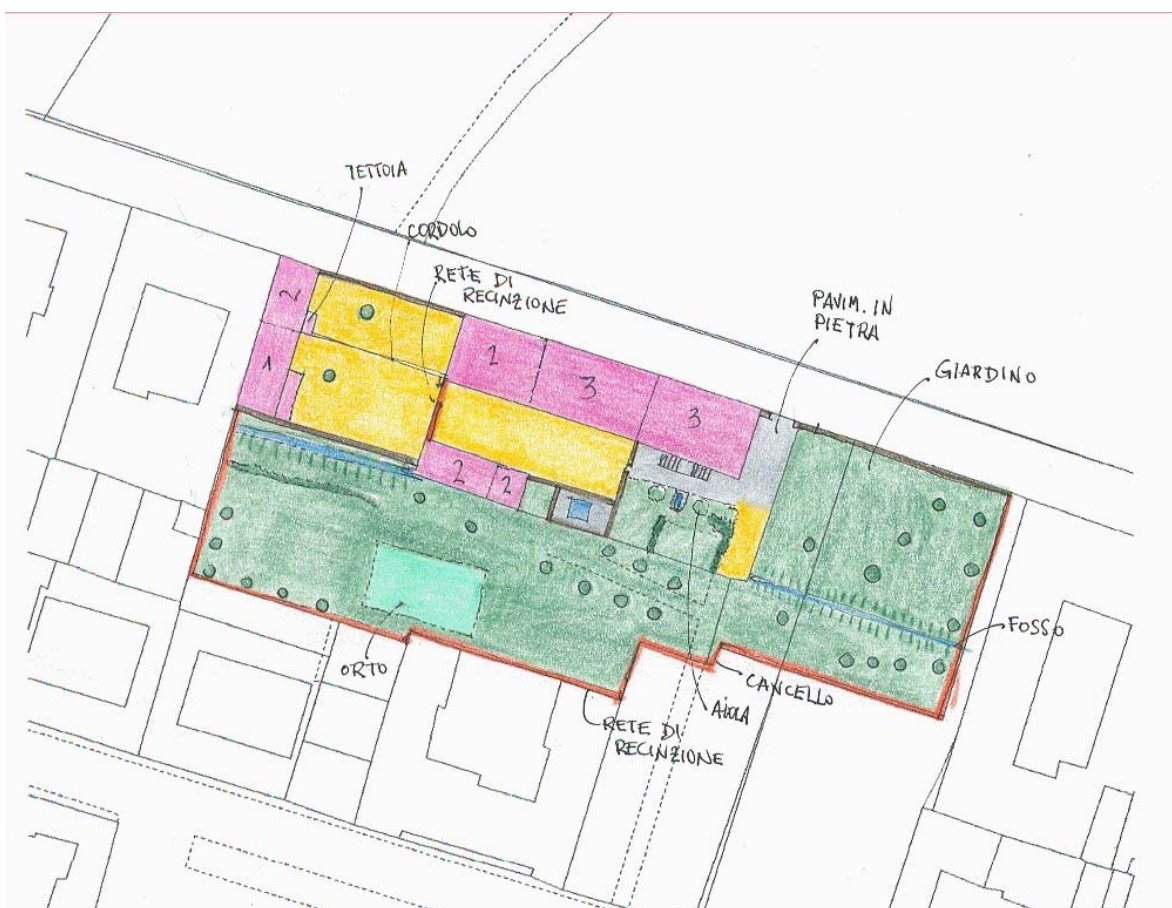 TETTOIA
CORDOLO
RETE DI
RECINZIONE
PAVIM. IN
PIETRA
GIARDINO
2
1
2
3
3
2
2
FOSSO
ORTO
CANCELLO
AIOLA
RETE DI
RECINZIONE